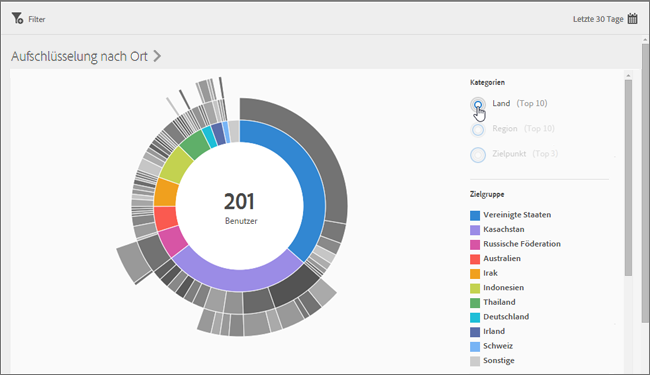 Filter
Letzte 30 Tage
Aufschlüsselung nach Ort
Kategorien
Land (Top 10)
Region (Top 10)
Zielpunkt (Top 1)
201
Benutzer
Zielgruppe
Vereinigte Staaten
Kasachstan
Russische Föderation
Australien
Irak
Indonesien
Thailand
Deutschland
Irland
Schweiz
Sonstige